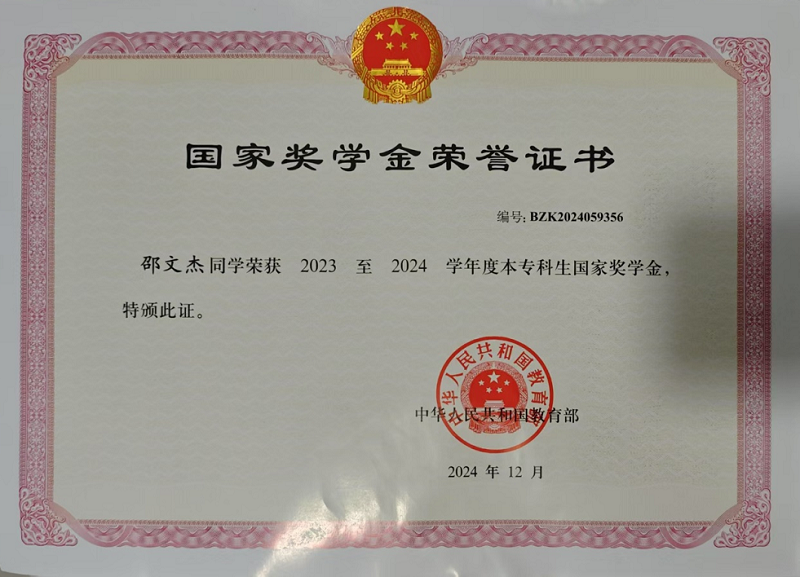 国家奖学金荣誉证书
编号: BZK2024059356
邵文杰同学荣获 2023 至 2024 学年度本专科生国家奖学金,
特颁此证。
中华人民共和国教育部
中华人民共和国教育部
2024 年 12 月